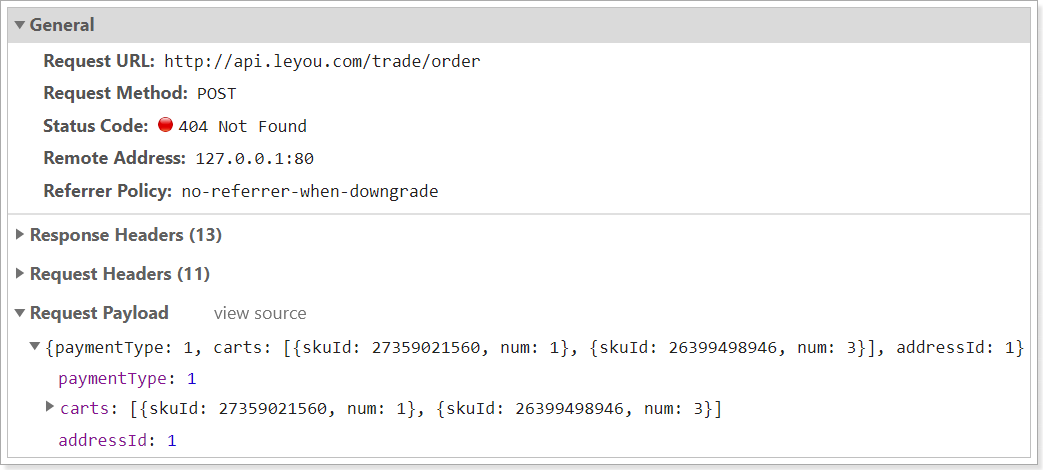 General
Request URL: http://api.leyou.com/trade/order
Request Method: POST
Status Code: 404 Not Found
Remote Address: 127.0.0.1:80
Referrer Policy: no-referrer-when-downgrade
Response Headers (13)
Request Headers (11)
Request Payload view source
{paymentType: 1, carts: [{skuId: 27359021560, num: 1}, {skuId: 26399498946, num: 3}], addressId: 1}
paymentType: 1
carts: [{skuId: 27359021560, num: 1}, {skuId: 26399498946, num: 3}]
addressId: 1